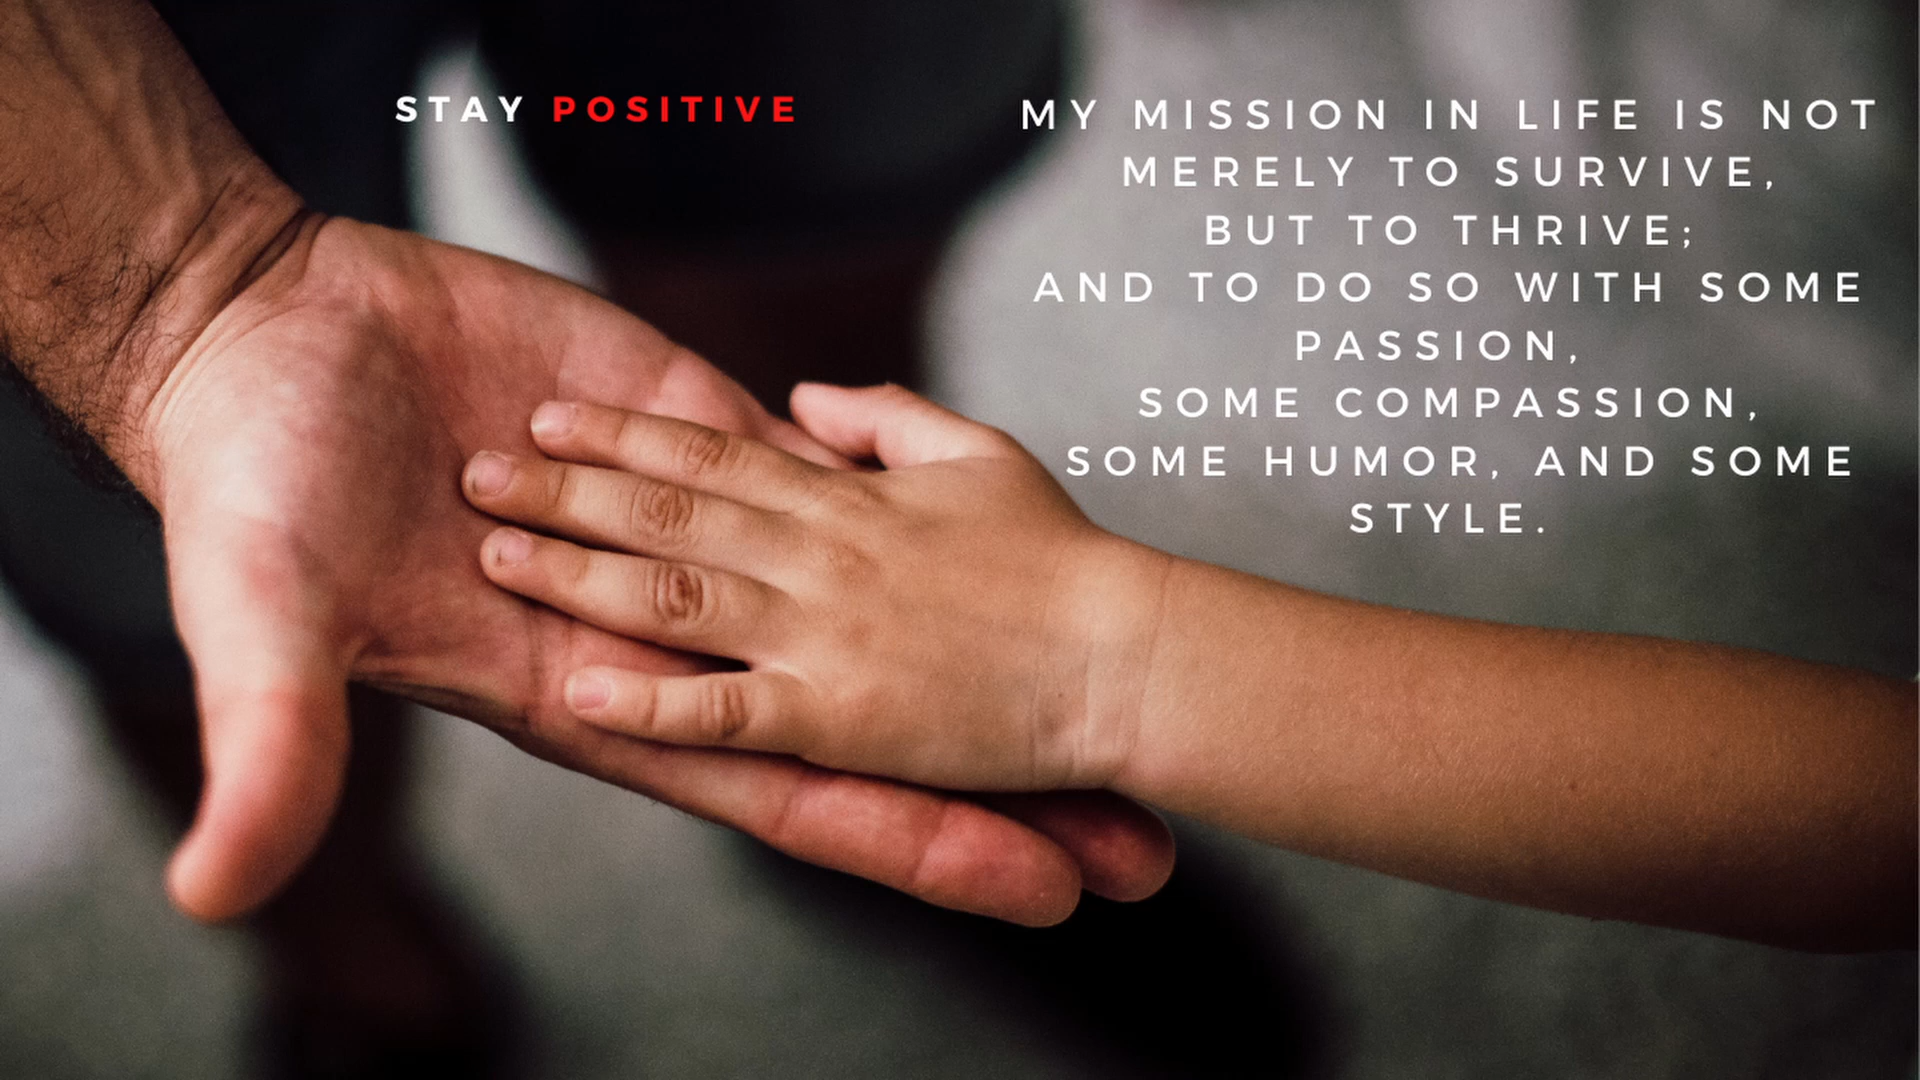 STAY POSITIVE
MY MISSION IN LIFE IS NOT
MERELY TO SURVIVE,
BUT TO THRIVE;
AND TO DO SO WITH SOME
PASSION,
SOME COMPASSION,
SOME HUMOR, AND SOME
STYLE.